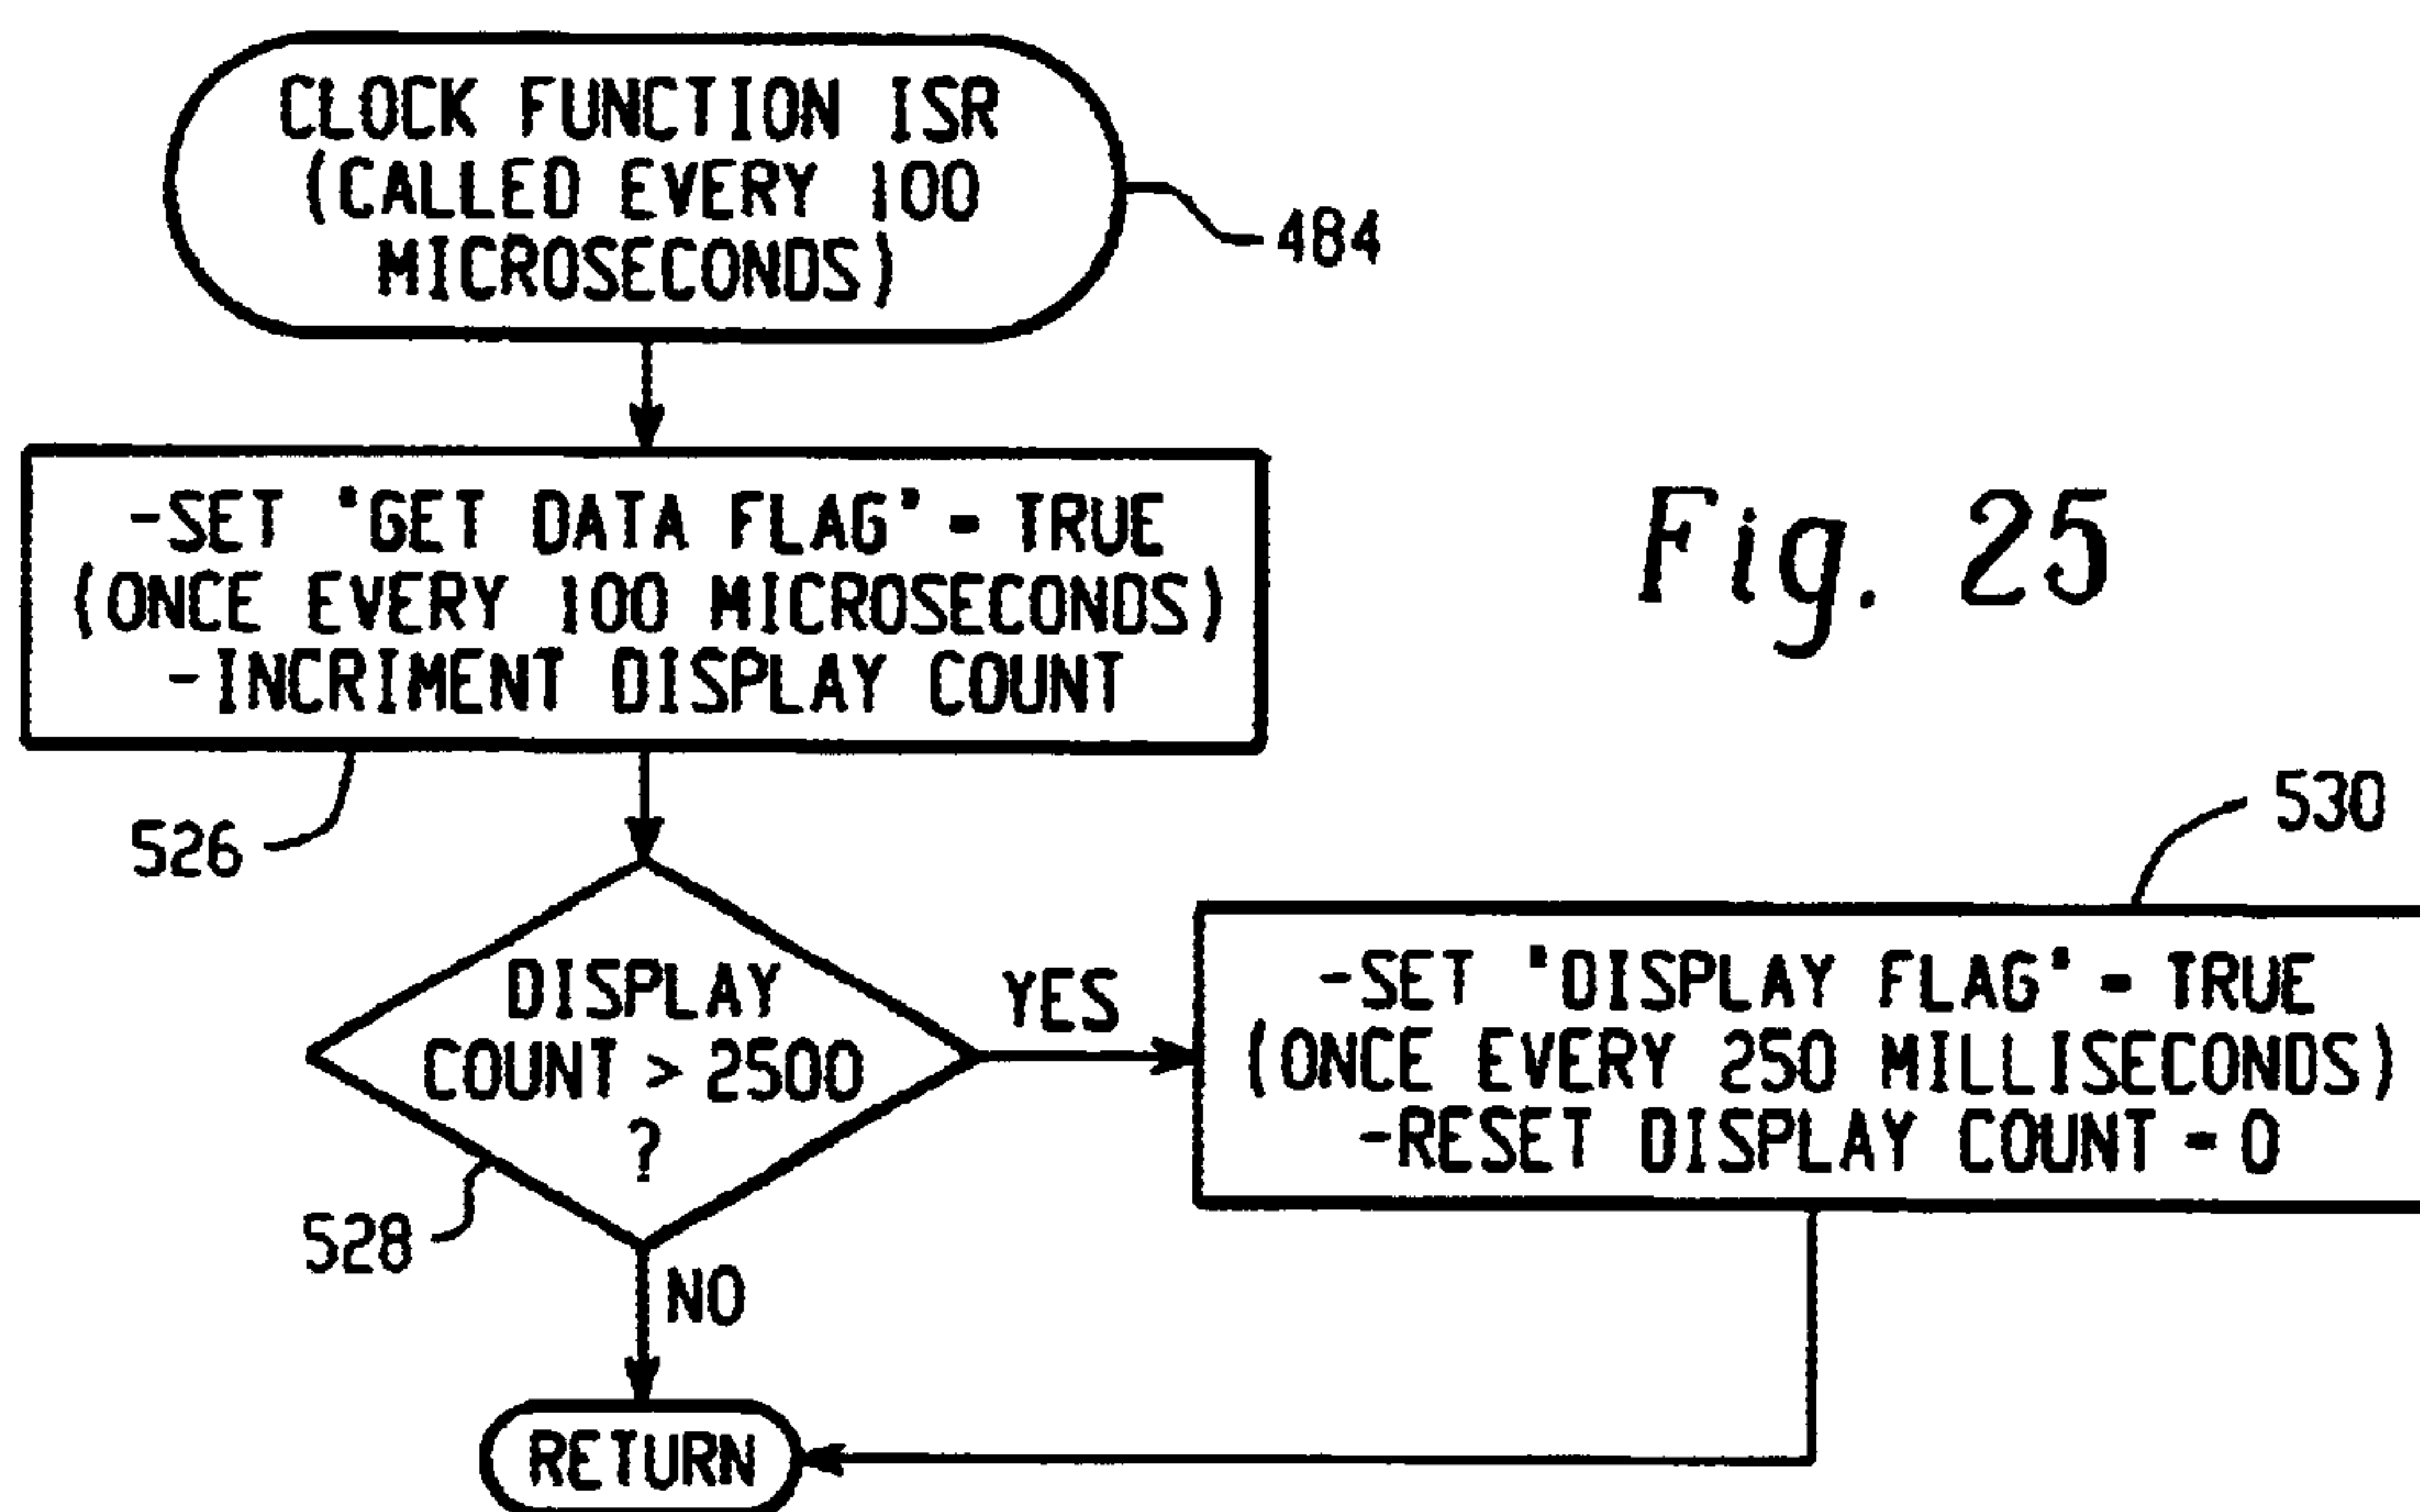 CLOCK FUNCTION ISR
(CALLED EVERY 100
MICROSECONDS)
484
-SET 'GET DATA FLAG' = TRUE
(ONCE EVERY 100 MICROSECONDS)
-INCRIMENT DISPLAY COUNT
Fig. 25
526
530
DISPLAY
COUNT > 2500
?
YES
-SET 'DISPLAY FLAG' = TRUE
(ONCE EVERY 250 MILLISECONDS)
-RESET DISPLAY COUNT = 0
528
NO
RETURN